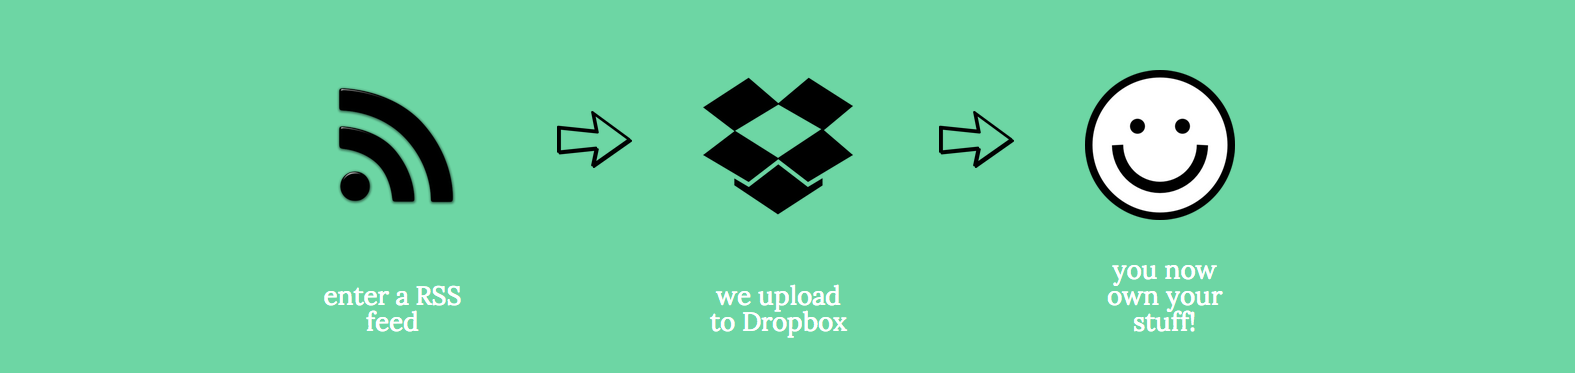 enter a RSS
feed
we upload
to Dropbox
you now
own your
stuff!